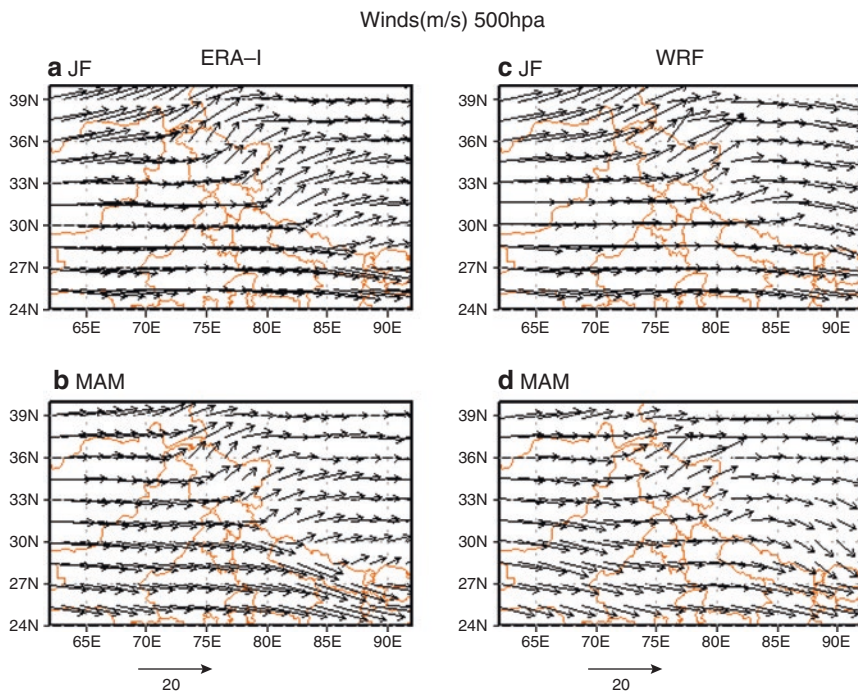 Winds(m/s) 500hpa
ERA–I
WRF
a JF
39N
36N
33N
30N
27N
24N
65E 70E 75E 80E 85E 90E
c JF
39N
36N
33N
30N
27N
24N
65E 70E 75E 80E 85E 90E
b MAM
39N
36N
33N
30N
27N
24N
65E 70E 75E 80E 85E 90E
20
d MAM
39N
36N
33N
30N
27N
24N
65E 70E 75E 80E 85E 90E
20